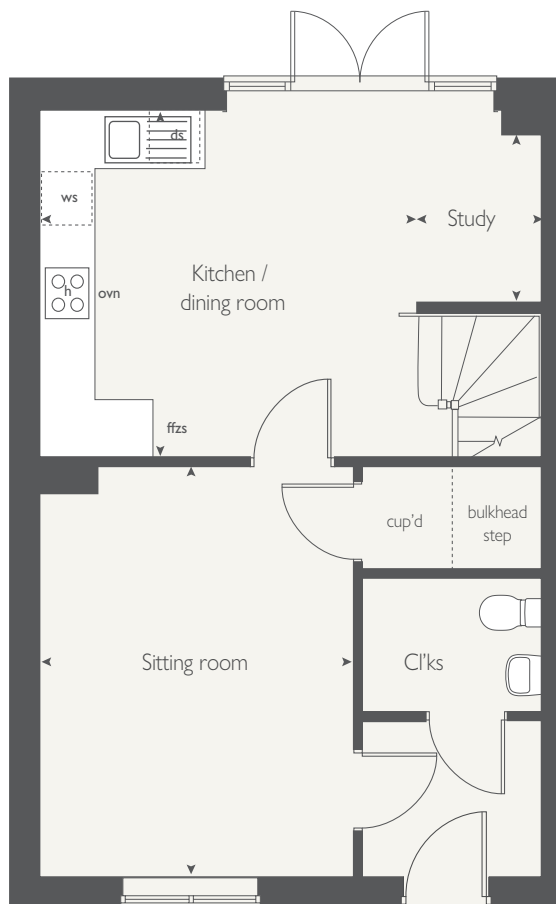 ds
ws
Study
Kitchen /
dining room
h
ovn
ffzs
cup'd
bulkhead
step
Sitting room
Cl'ks